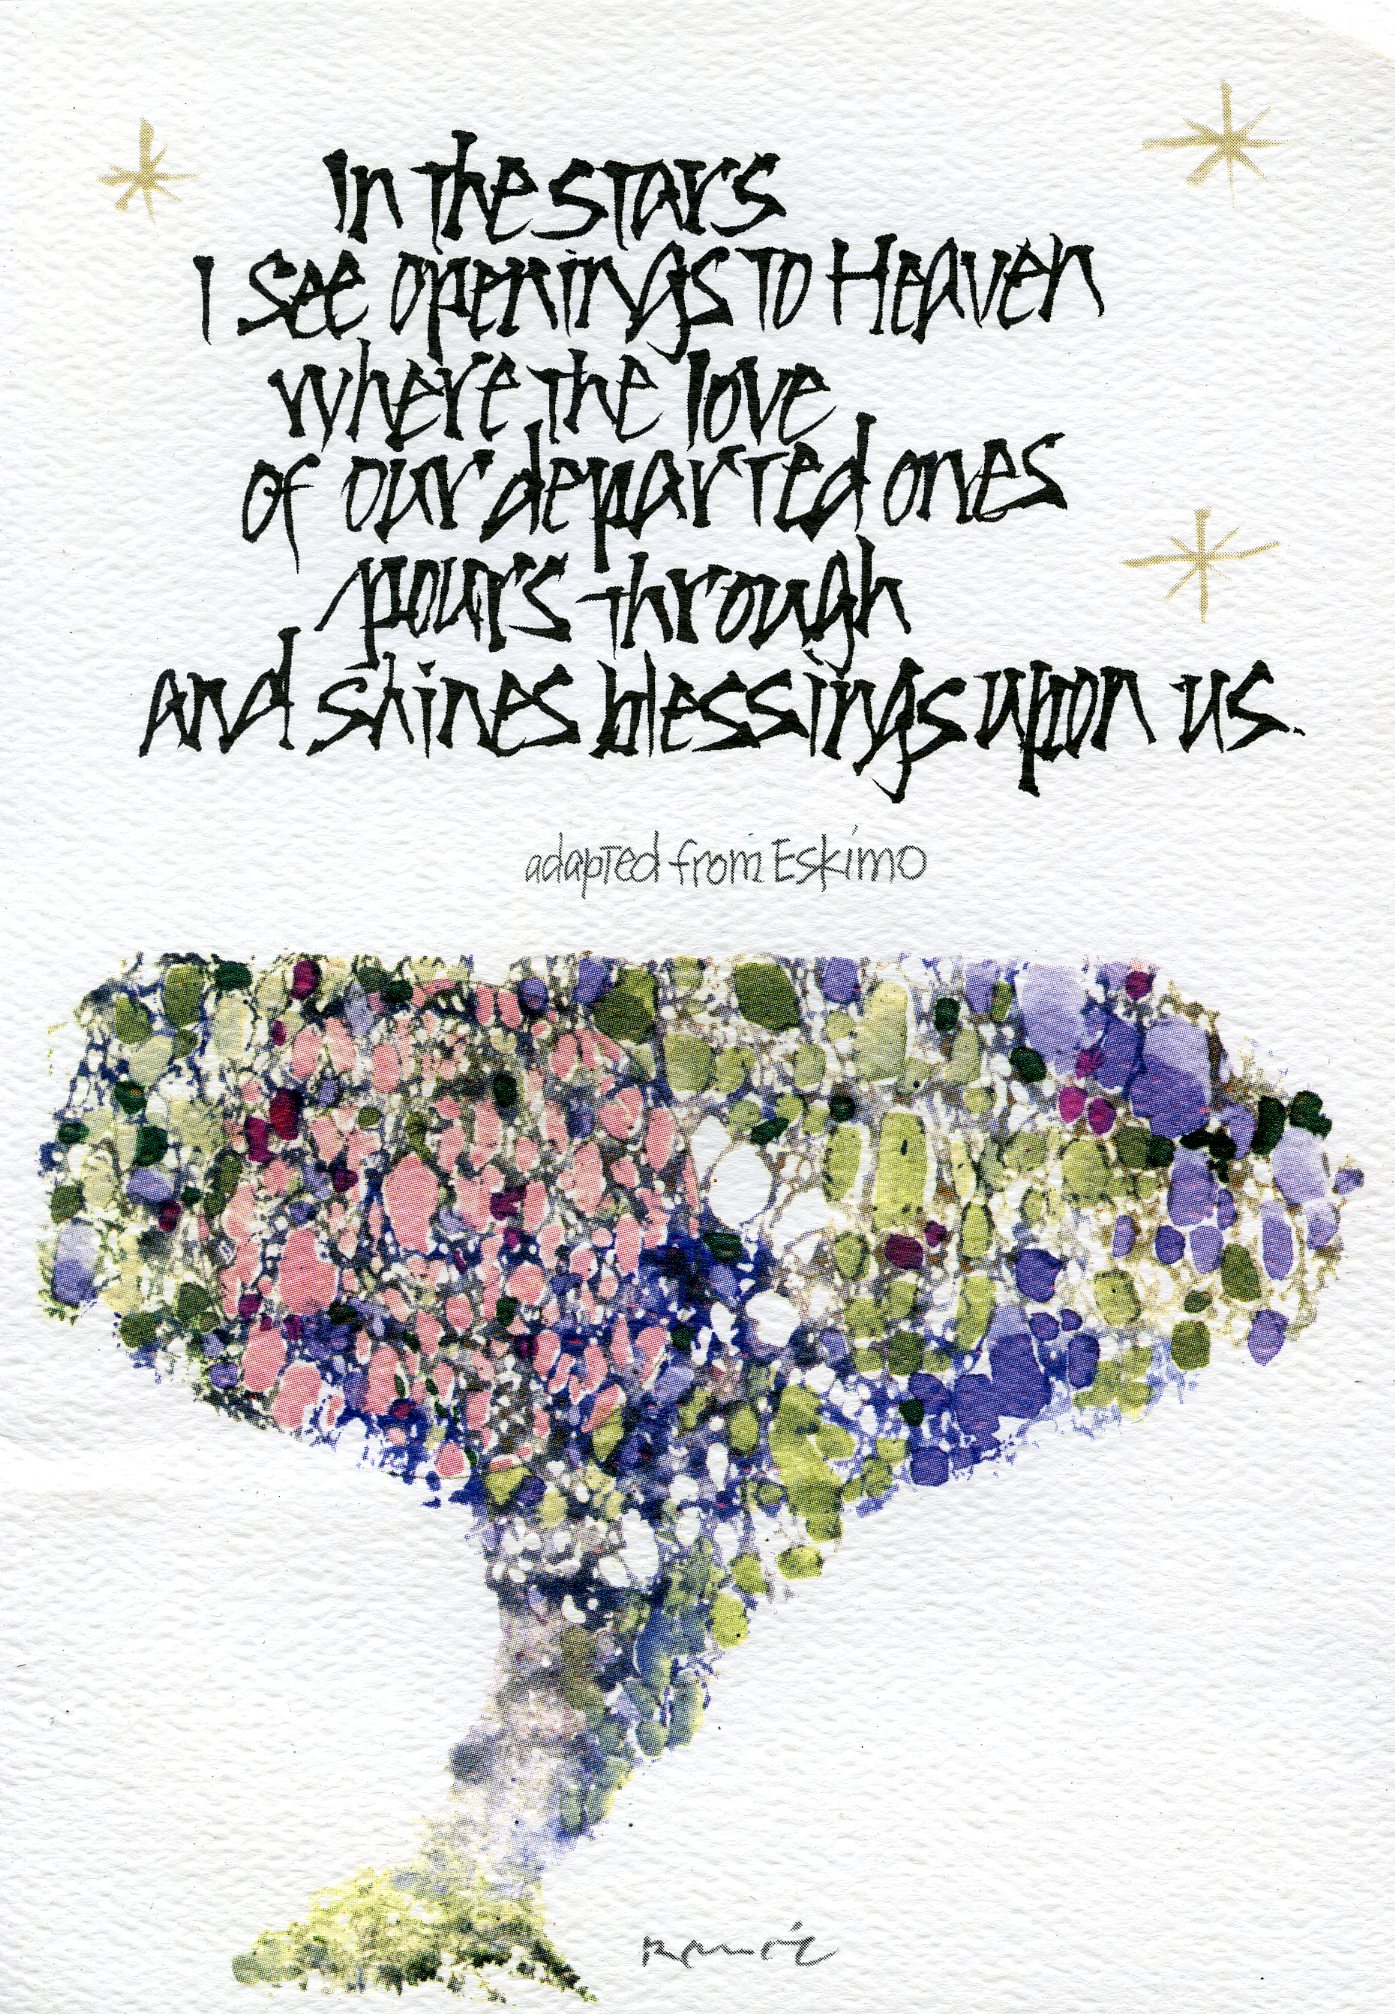 In the stars
I see openings to Heaven
where the love
of our departed ones
pours through
and shines blessings upon us.
adapted from Eskimo